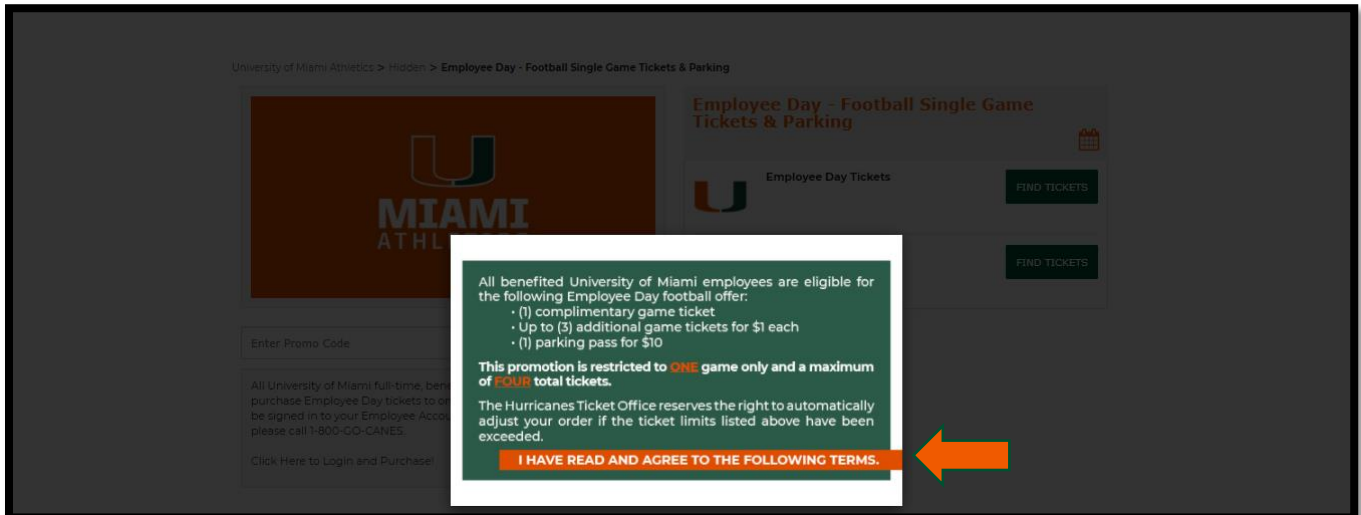 University of Miami Athletics > Hidden > Employee Day - Football Single Game Tickets & Parking
MIAMI
ATHL
Employee Day - Football Single Game
Tickets & Parking
Employee Day Tickets
FIND TICKETS
FIND TICKETS
Enter Promo Code
All University of Miami full-time, bene
purchase Employee Day tickets to on
be signed in to your Employee Accou
please call 1-800-GO-CANES.
Click Here to Login and Purchase!
All benefited University of Miami employees are eligible for
the following Employee Day football offer:
• (1) complimentary game ticket
• Up to (3) additional game tickets for $1 each
• (1) parking pass for $10
This promotion is restricted to ONE game only and a maximum
of FOUR total tickets.
The Hurricanes Ticket Office reserves the right to automatically
adjust your order if the ticket limits listed above have been
exceeded.
I HAVE READ AND AGREE TO THE FOLLOWING TERMS.